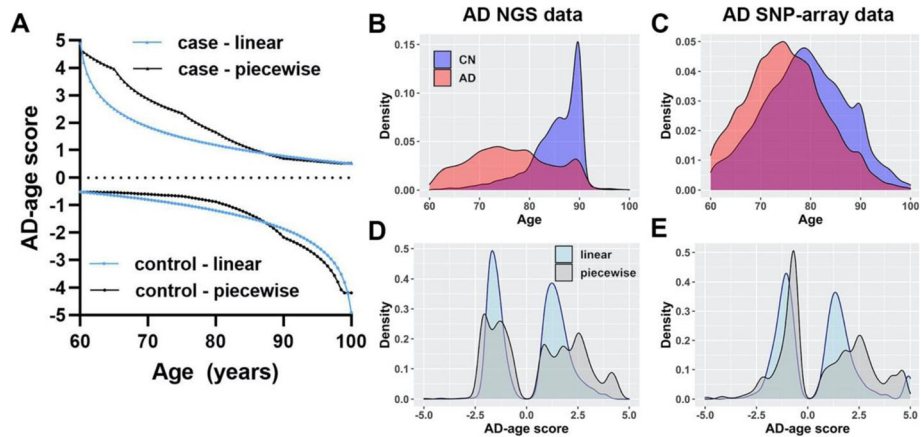 A
case - linear
case - piecewise
control - linear
control - piecewise
AD-age score
5
4
3
2
1
0
-1
-2
-3
-4
-5
60
70
80
90
100
Age (years)
AD NGS data
B
CN
AD
Density
0.15
0.10
0.05
0.00
60
70
80
90
100
Age
AD SNP-array data
C
Density
0.05
0.04
0.03
0.02
0.01
0.00
60
70
80
90
100
Age
D
linear
piecewise
Density
0.5
0.4
0.3
0.2
0.1
0.0
-5.0
-2.5
0.0
2.5
5.0
AD-age score
E
Density
0.5
0.4
0.3
0.2
0.1
0.0
-5.0
-2.5
0.0
2.5
5.0
AD-age score